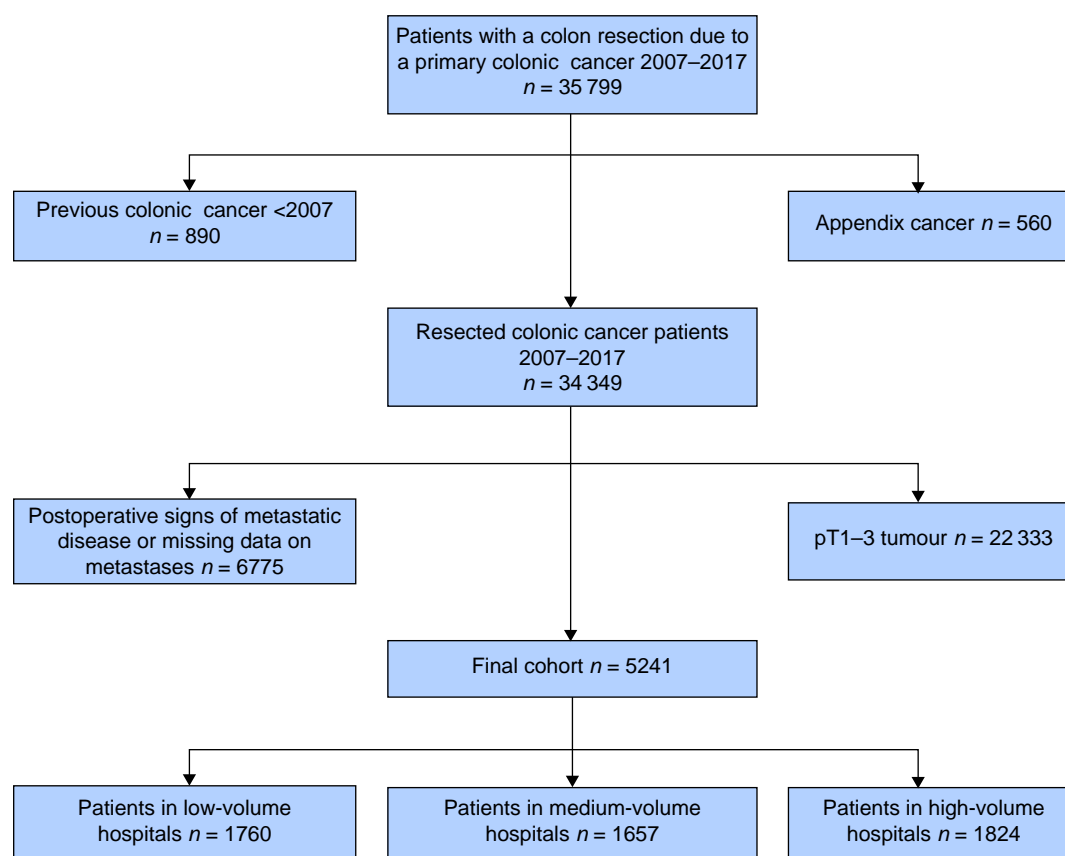 Patients with a colon resection due to
a primary colonic cancer 2007–2017
n = 35 799
Previous colonic cancer <2007
n = 890
Appendix cancer n = 560
Resected colonic cancer patients
2007–2017
n = 34 349
Postoperative signs of metastatic
disease or missing data on
metastases n = 6775
pT1–3 tumour n = 22 333
Final cohort n = 5241
Patients in low-volume
hospitals n = 1760
Patients in medium-volume
hospitals n = 1657
Patients in high-volume
hospitals n = 1824